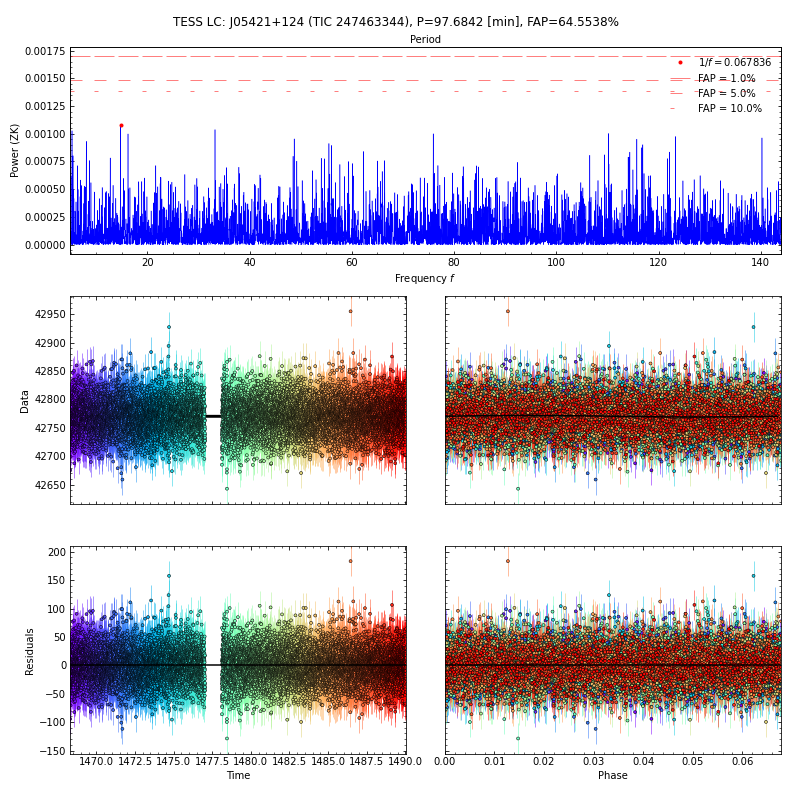 TESS LC: J05421+124 (TIC 247463344), P=97.6842 [min], FAP=64.5538%
Period
0.00175
0.00150
0.00125
0.00100
0.00075
0.00050
0.00025
0.00000
Power (ZK)
1/f = 0.067836
FAP = 1.0%
FAP = 5.0%
FAP = 10.0%
20 40 60 80 100 120 140
Frequency f
42950
42900
42850
42800
42750
42700
42650
Data
200
150
100
50
0
−50
−100
−150
Residuals
1470.0 1472.5 1475.0 1477.5 1480.0 1482.5 1485.0 1487.5 1490.0
Time
0.00 0.01 0.02 0.03 0.04 0.05 0.06
Phase